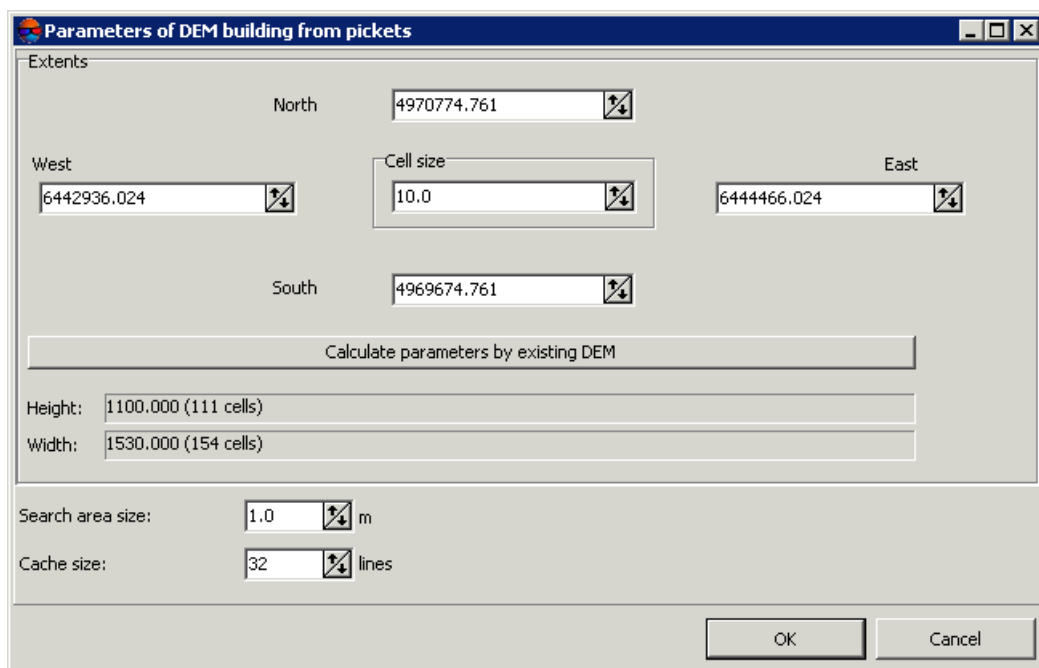 Parameters of DEM building from pickets
Extents
North 4970774.761
West Cell size East
6442936.024 10.0 6444466.024
South 4969674.761
Calculate parameters by existing DEM
Height: 1100.000 (111 cells)
Width: 1530.000 (154 cells)
Search area size: 1.0 m
Cache size: 32 lines
OK Cancel